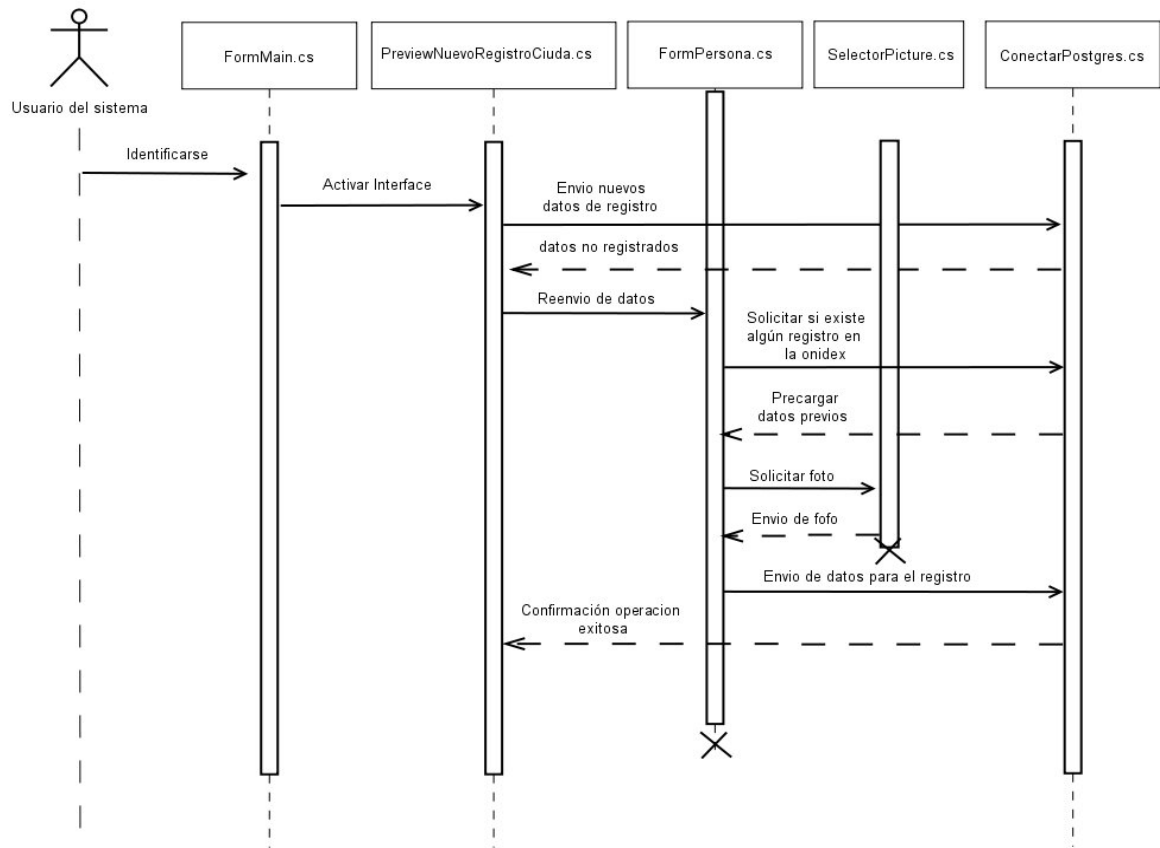 FormMain.cs
PreviewNuevoRegistroCiuda.cs
FormPersona.cs
SelectorPicture.cs
ConectarPostgres.cs
Usuario del sistema
Identificarse
Activar Interface
Envio nuevos
datos de registro
datos no registrados
Reenvio de datos
Solicitar si existe
algún registro en
la onidex
Precargar
datos previos
Solicitar foto
Envio de fofo
Envio de datos para el registro
Confirmación operacion
exitosa